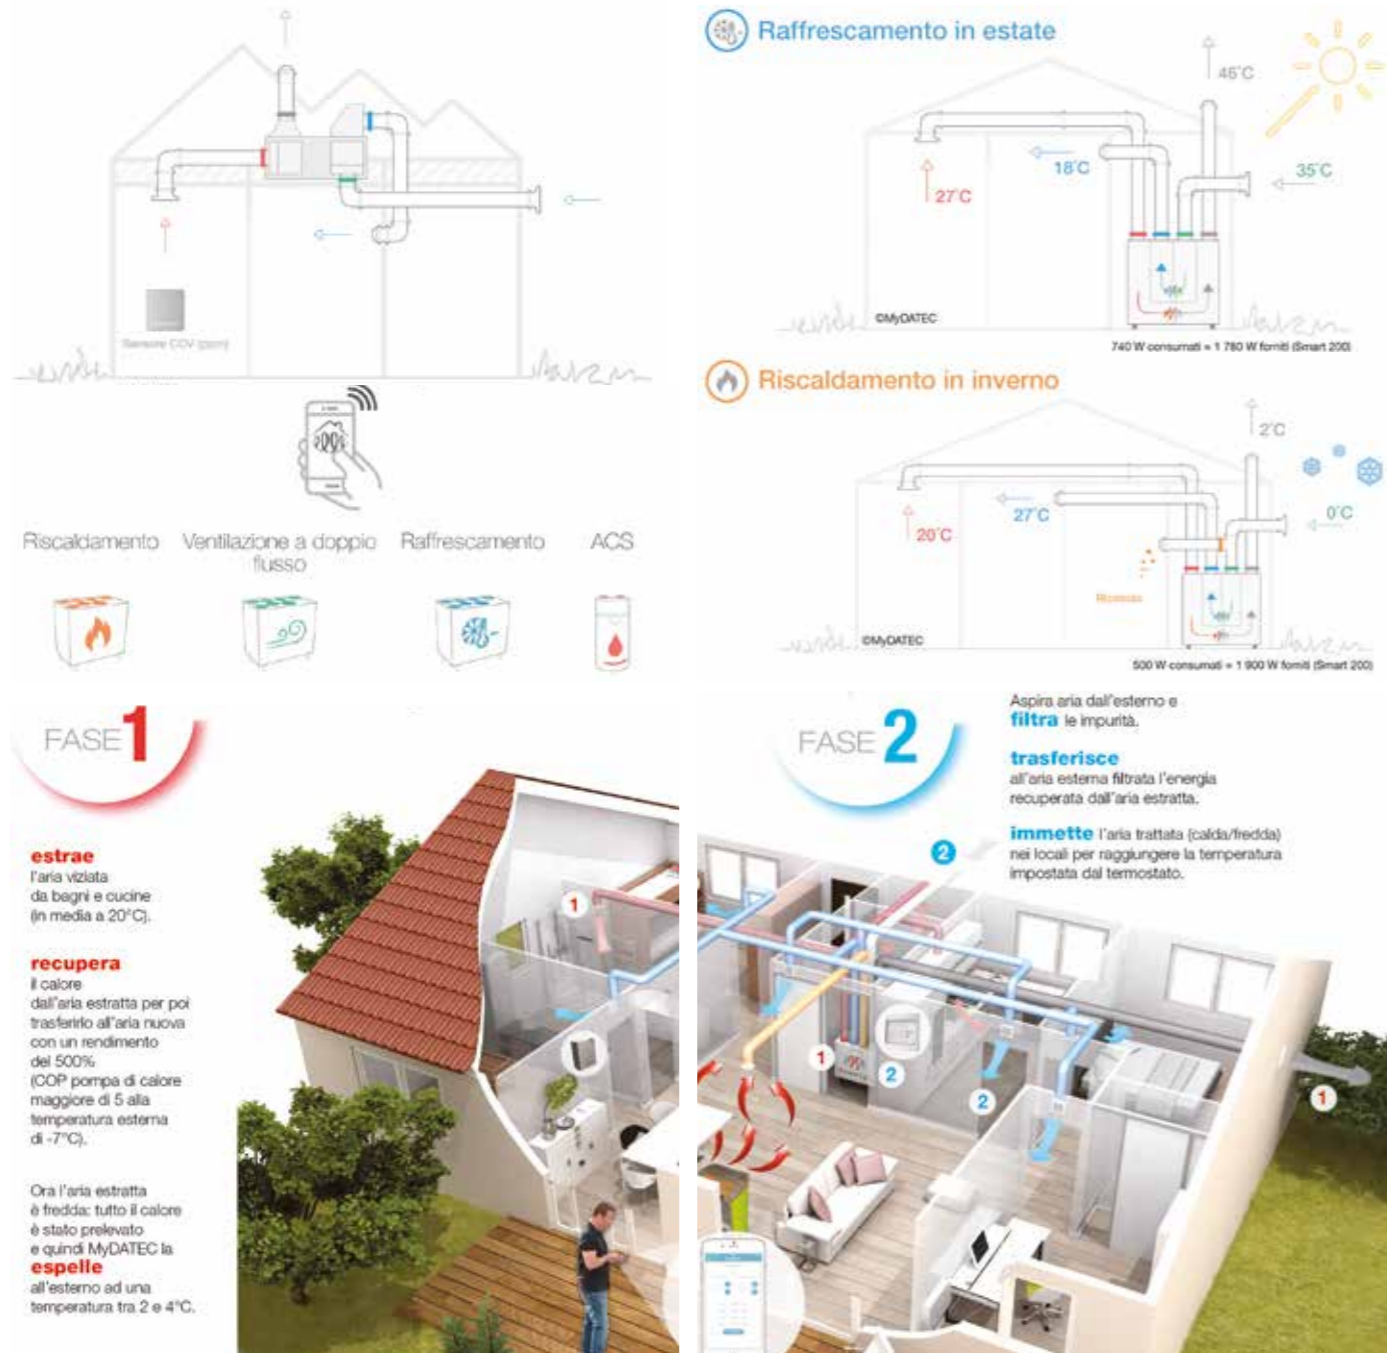 Sensore COV (ppm)
Riscaldamento
Ventilazione a doppio
flusso
Raffrescamento
ACS
Raffrescamento in estate
46°C
35°C
18°C
27°C
©MyDATEC
740 W consumati = 1 780 W forniti (Smart 200)
Riscaldamento in inverno
2°C
0°C
27°C
20°C
Ricircolo
©MyDATEC
500 W consumati = 1 900 W forniti (Smart 200)
FASE 1
estrae
l'aria viziata
da bagni e cucine
(in media a 20°C).
recupera
il calore
dall'aria estratta per poi
trasferirlo all'aria nuova
con un rendimento
del 500%
(COP pompa di calore
maggiore di 5 alla
temperatura esterna
di -7°C).
Ora l'aria estratta
è fredda: tutto il calore
è stato prelevato
e quindi MyDATEC la
espelle
all'esterno ad una
temperatura tra 2 e 4°C.
1
FASE 2
Aspira aria dall'esterno e
filtra le impurità.
trasferisce
all'aria esterna filtrata l'energia
recuperata dall'aria estratta.
immette l'aria trattata (calda/fredda)
nei locali per raggiungere la temperatura
impostata dal termostato.
2
1
2
2
1